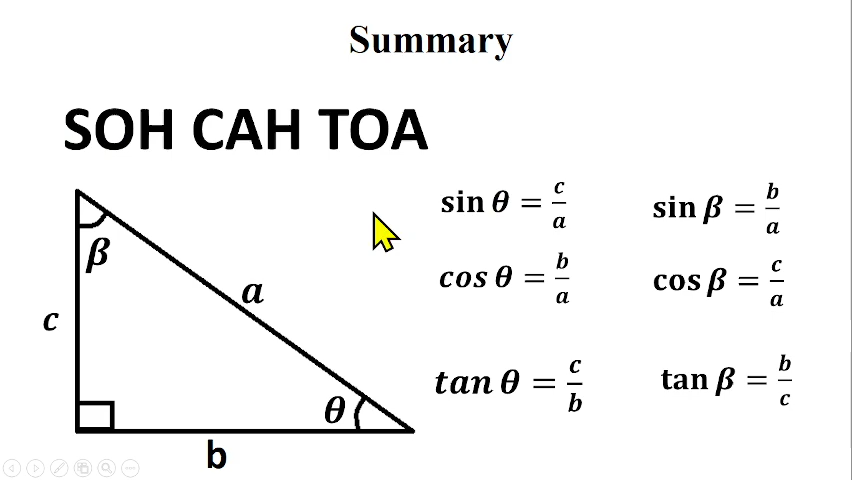 Summary
SOH CAH TOA
sin θ = c/a
sin β = b/a
cos θ = b/a
cos β = c/a
tan θ = c/b
tan β = b/c
β
a
c
θ
b